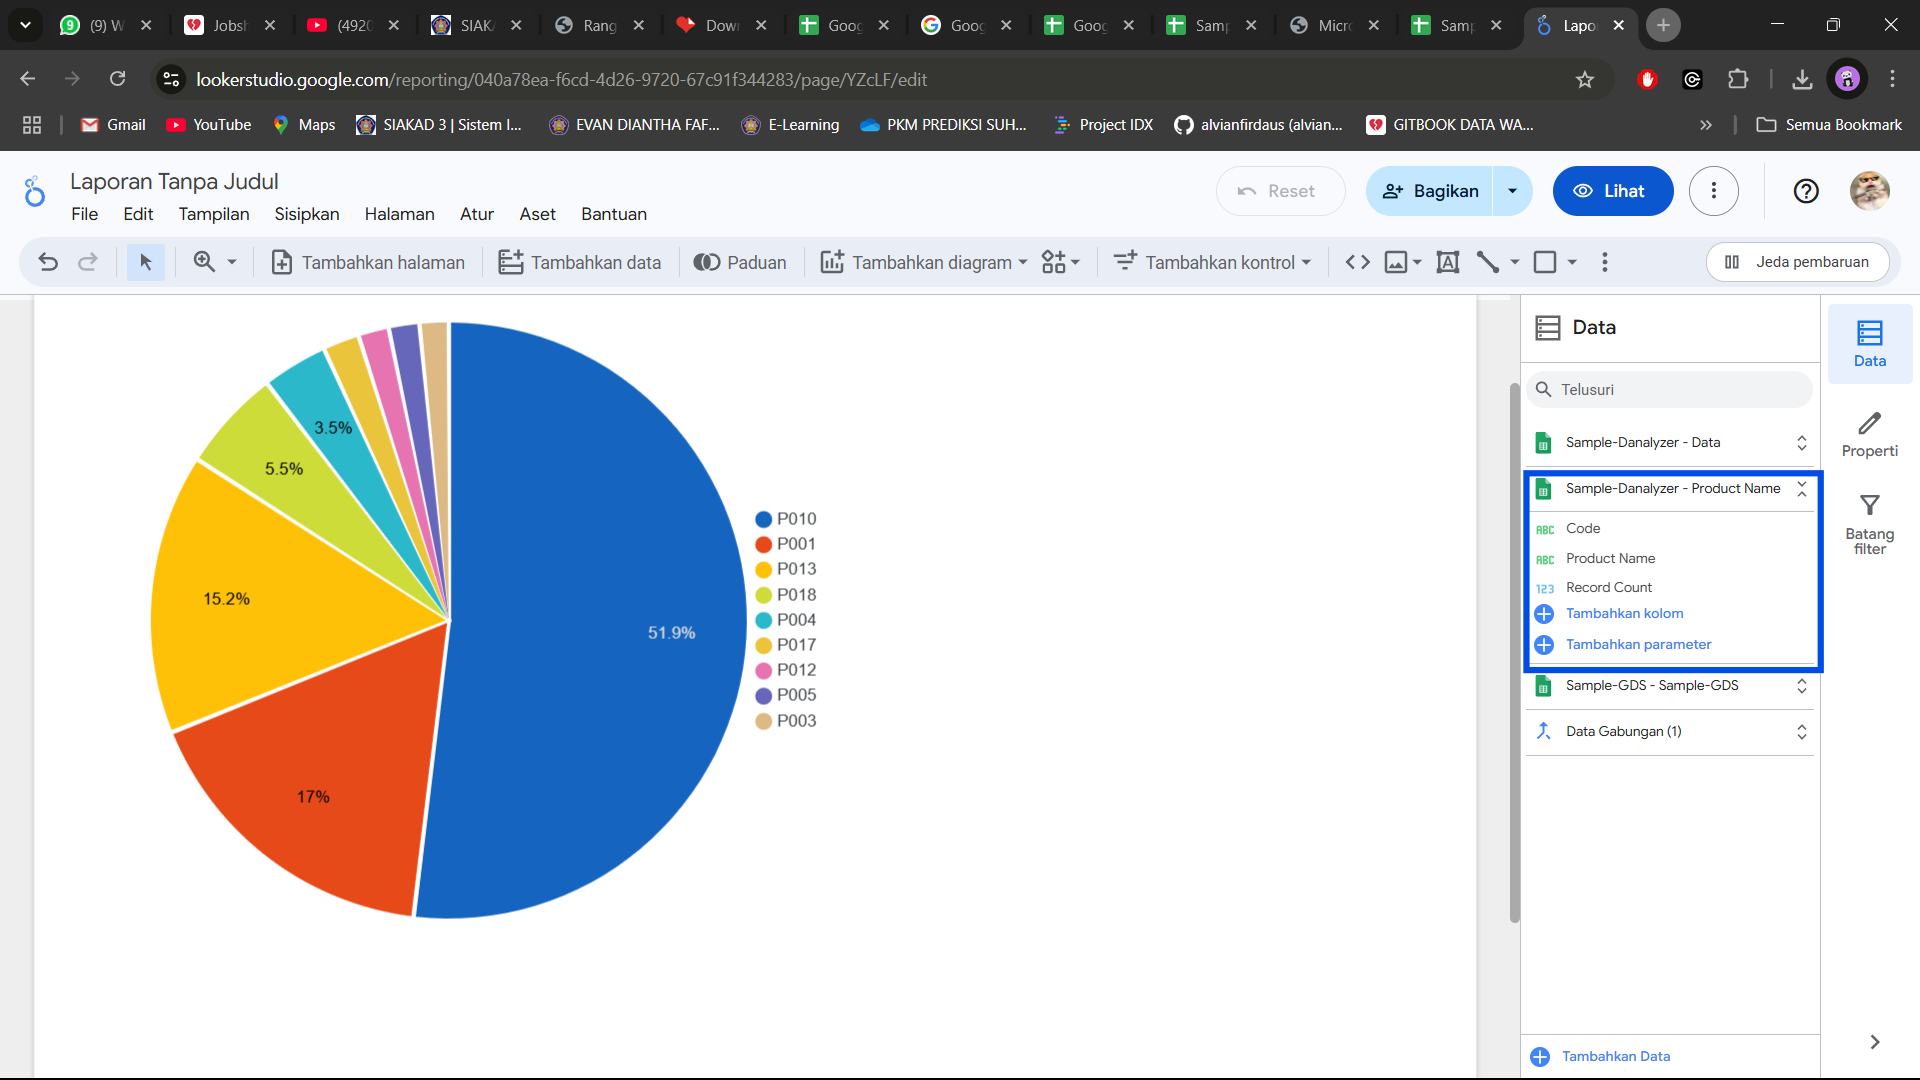 (9) W
Jobsh
(492(
SIAK
Rang
Down
Goog
Goog
Goog
Samp
Micr
Samp
Lapo
lookerstudio.google.com/reporting/040a78ea-f6cd-4d26-9720-67c91f344283/page/YZcLF/edit
Gmail
YouTube
Maps
SIAKAD 3 | Sistem I...
EVAN DIANTHA FAF...
E-Learning
PKM PREDIKSI SUH...
Project IDX
alvianfirdaus (alvian...
GITBOOK DATA WA...
»
Semua Bookmark
Laporan Tanpa Judul
File Edit Tampilan Sisipkan Halaman Atur Aset Bantuan
Reset
Bagikan
Lihat
Tambahkan halaman
Tambahkan data
Paduan
Tambahkan diagram
Tambahkan kontrol
Jeda pembaruan
3.5%
5.5%
15.2%
51.9%
17%
P010
P001
P013
P018
P004
P017
P012
P005
P003
Data
Telusuri
Sample-Danalyzer - Data
Sample-Danalyzer - Product Name
ABC Code
ABC Product Name
123 Record Count
Tambahkan kolom
Tambahkan parameter
Sample-GDS - Sample-GDS
Data Gabungan (1)
Tambahkan Data
Data
Properti
Batang
filter